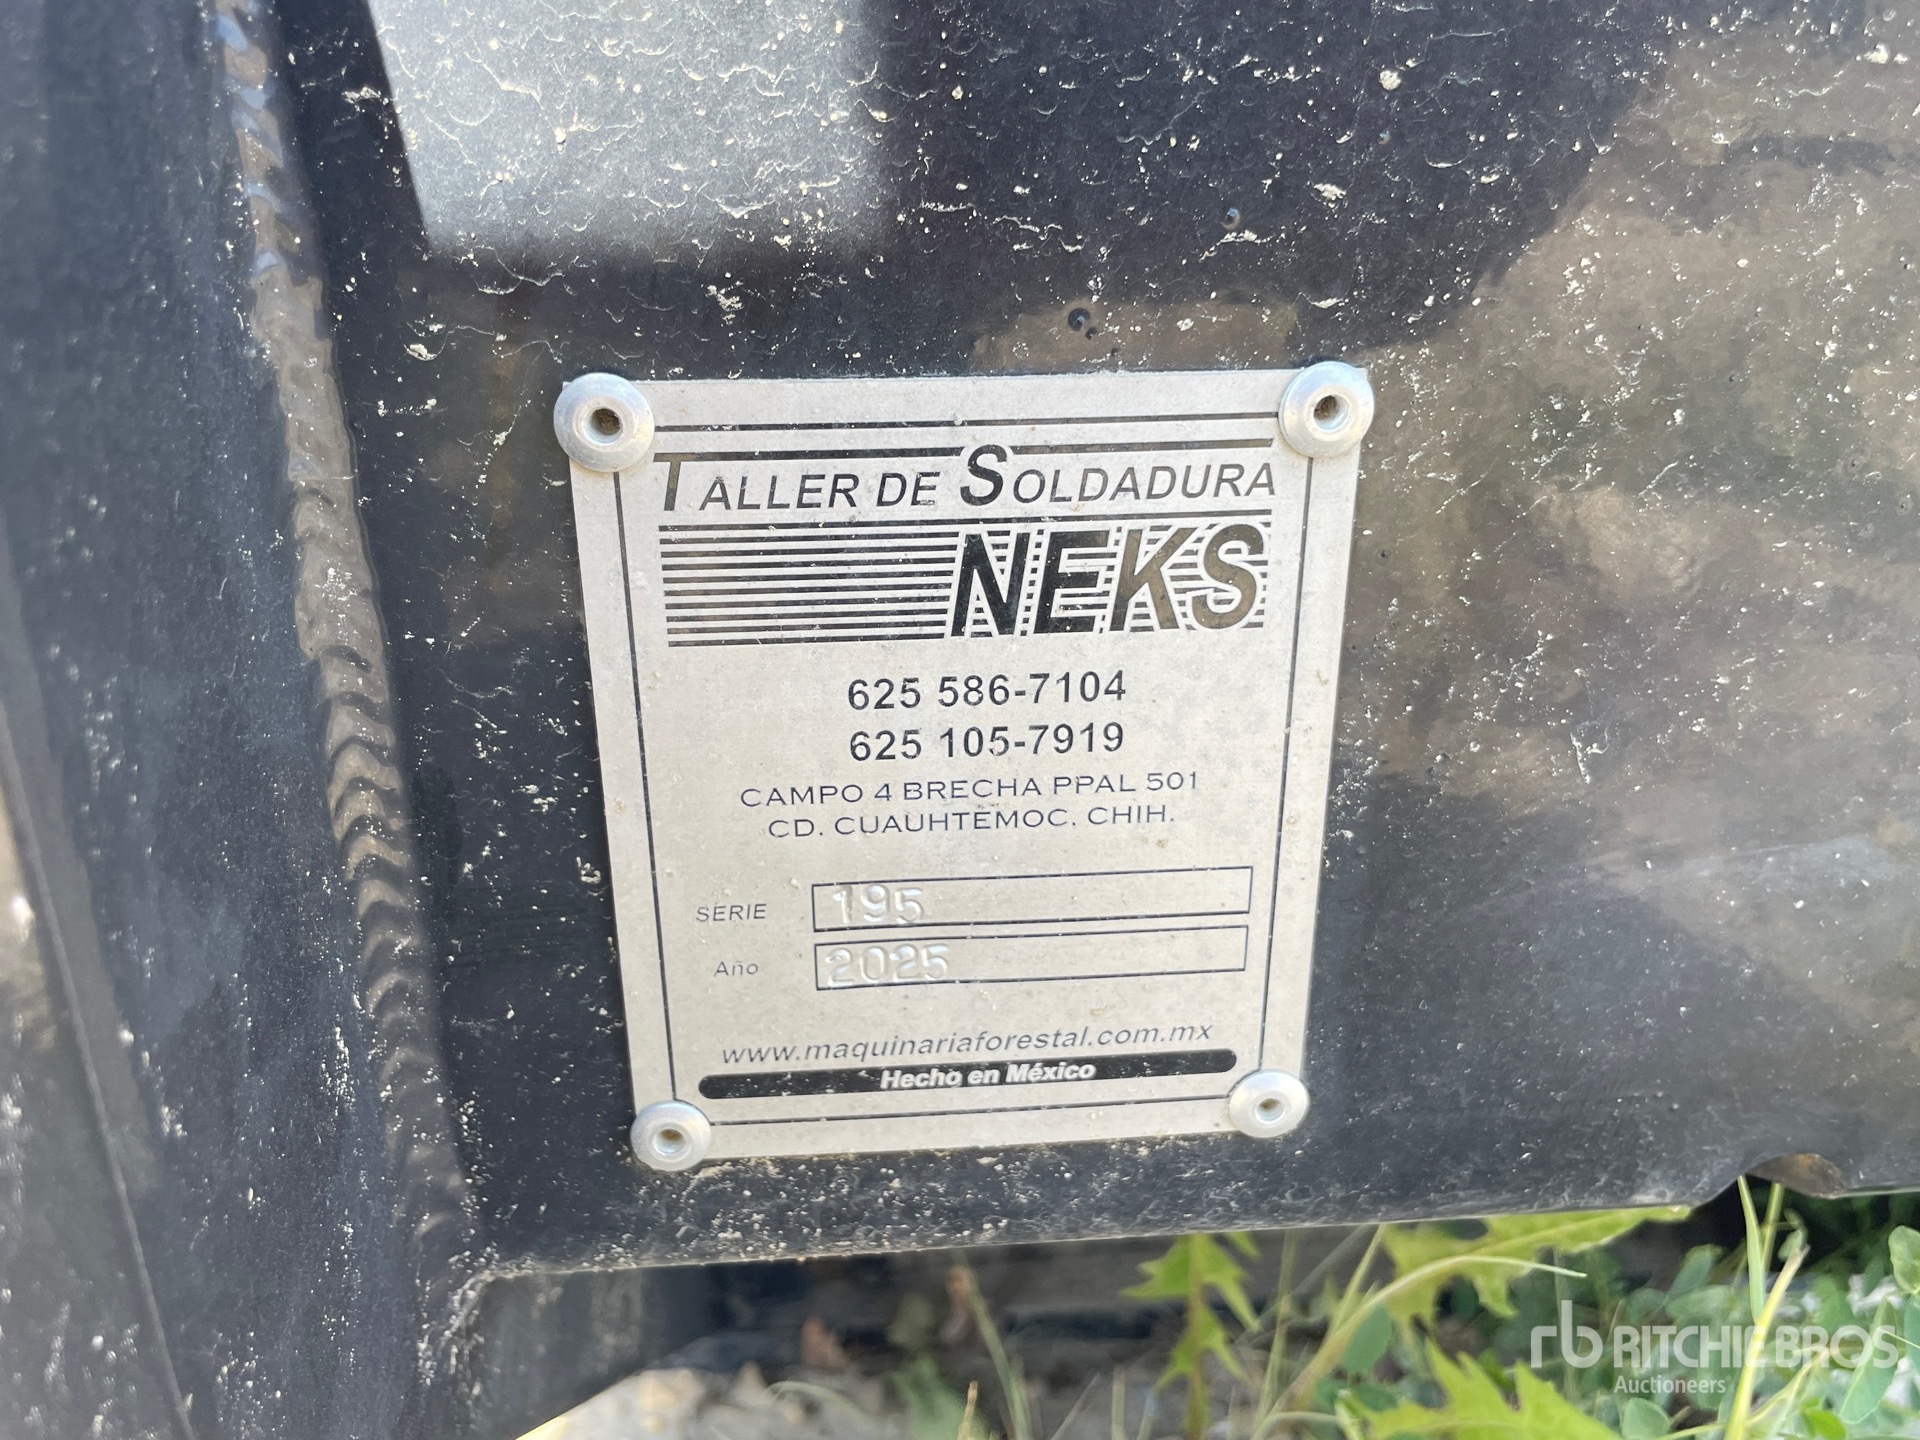 TALLER DE SOLDADURA
NEKS
625 586-7104
625 105-7919
CAMPO 4 BRECHA PPAL 501
CD. CUAUHTEMOC, CHIH.
SERIE 195
Año 2025
www.maquinariaforestal.com.mx
Hecho en México
rb RITCHIE BROS
Auctioneers